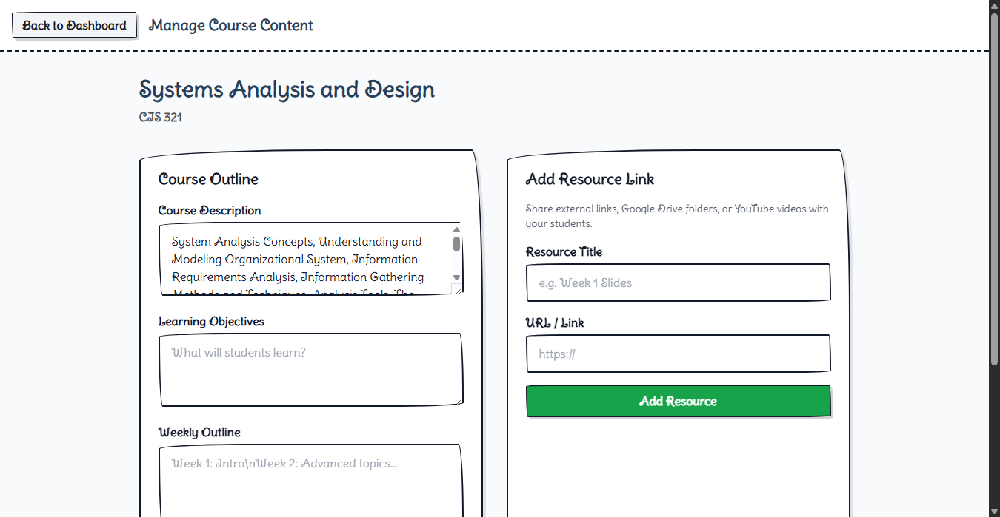 Back to Dashboard
Manage Course Content
Systems Analysis and Design
CJS 321
Course Outline
Course Description
System Analysis Concepts, Understanding and
Modeling Organizational System, Information
Requirements Analysis, Information Gathering
Methods and Techniques, Analysis Tools, The
Learning Objectives
What will students learn?
Weekly Outline
Week 1: Intro\nWeek 2: Advanced topics...
Add Resource Link
Share external links, Google Drive folders, or YouTube videos with
your students.
Resource Title
e.g. Week 1 Slides
URL / Link
https://
Add Resource